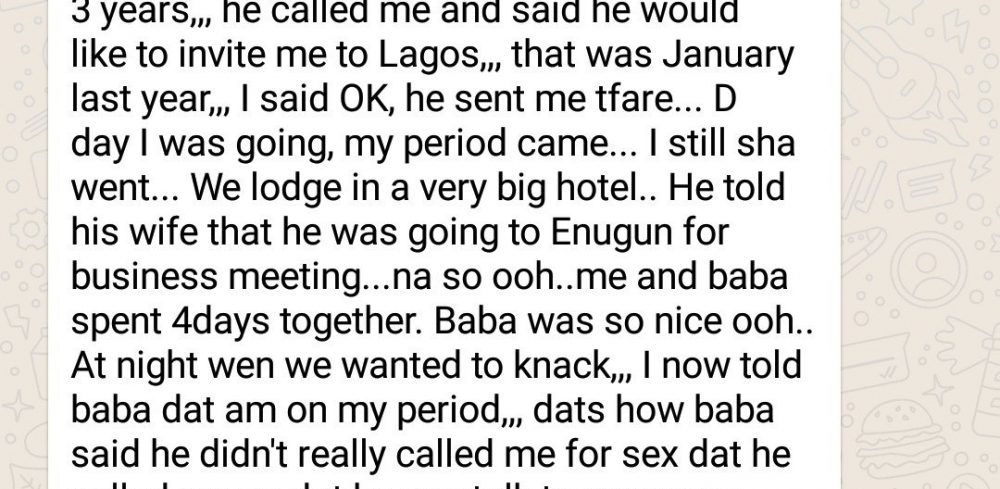 3 years,,, he called me and said he would
like to invite me to Lagos,,, that was January
last year,,, I said OK, he sent me tfare... D
day I was going, my period came... I still sha
went... We lodge in a very big hotel.. He told
his wife that he was going to Enugun for
business meeting...na so ooh..me and baba
spent 4days together. Baba was so nice ooh..
At night wen we wanted to knack,,, I now told
baba dat am on my period,,, dats how baba
said he didn't really called me for sex dat he